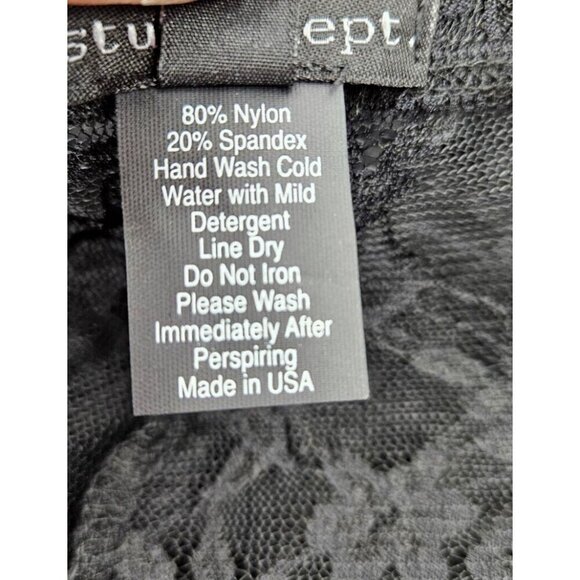 stu ept.
80% Nylon
20% Spandex
Hand Wash Cold
Water with Mild
Detergent
Line Dry
Do Not Iron
Please Wash
Immediately After
Perspiring
Made in USA